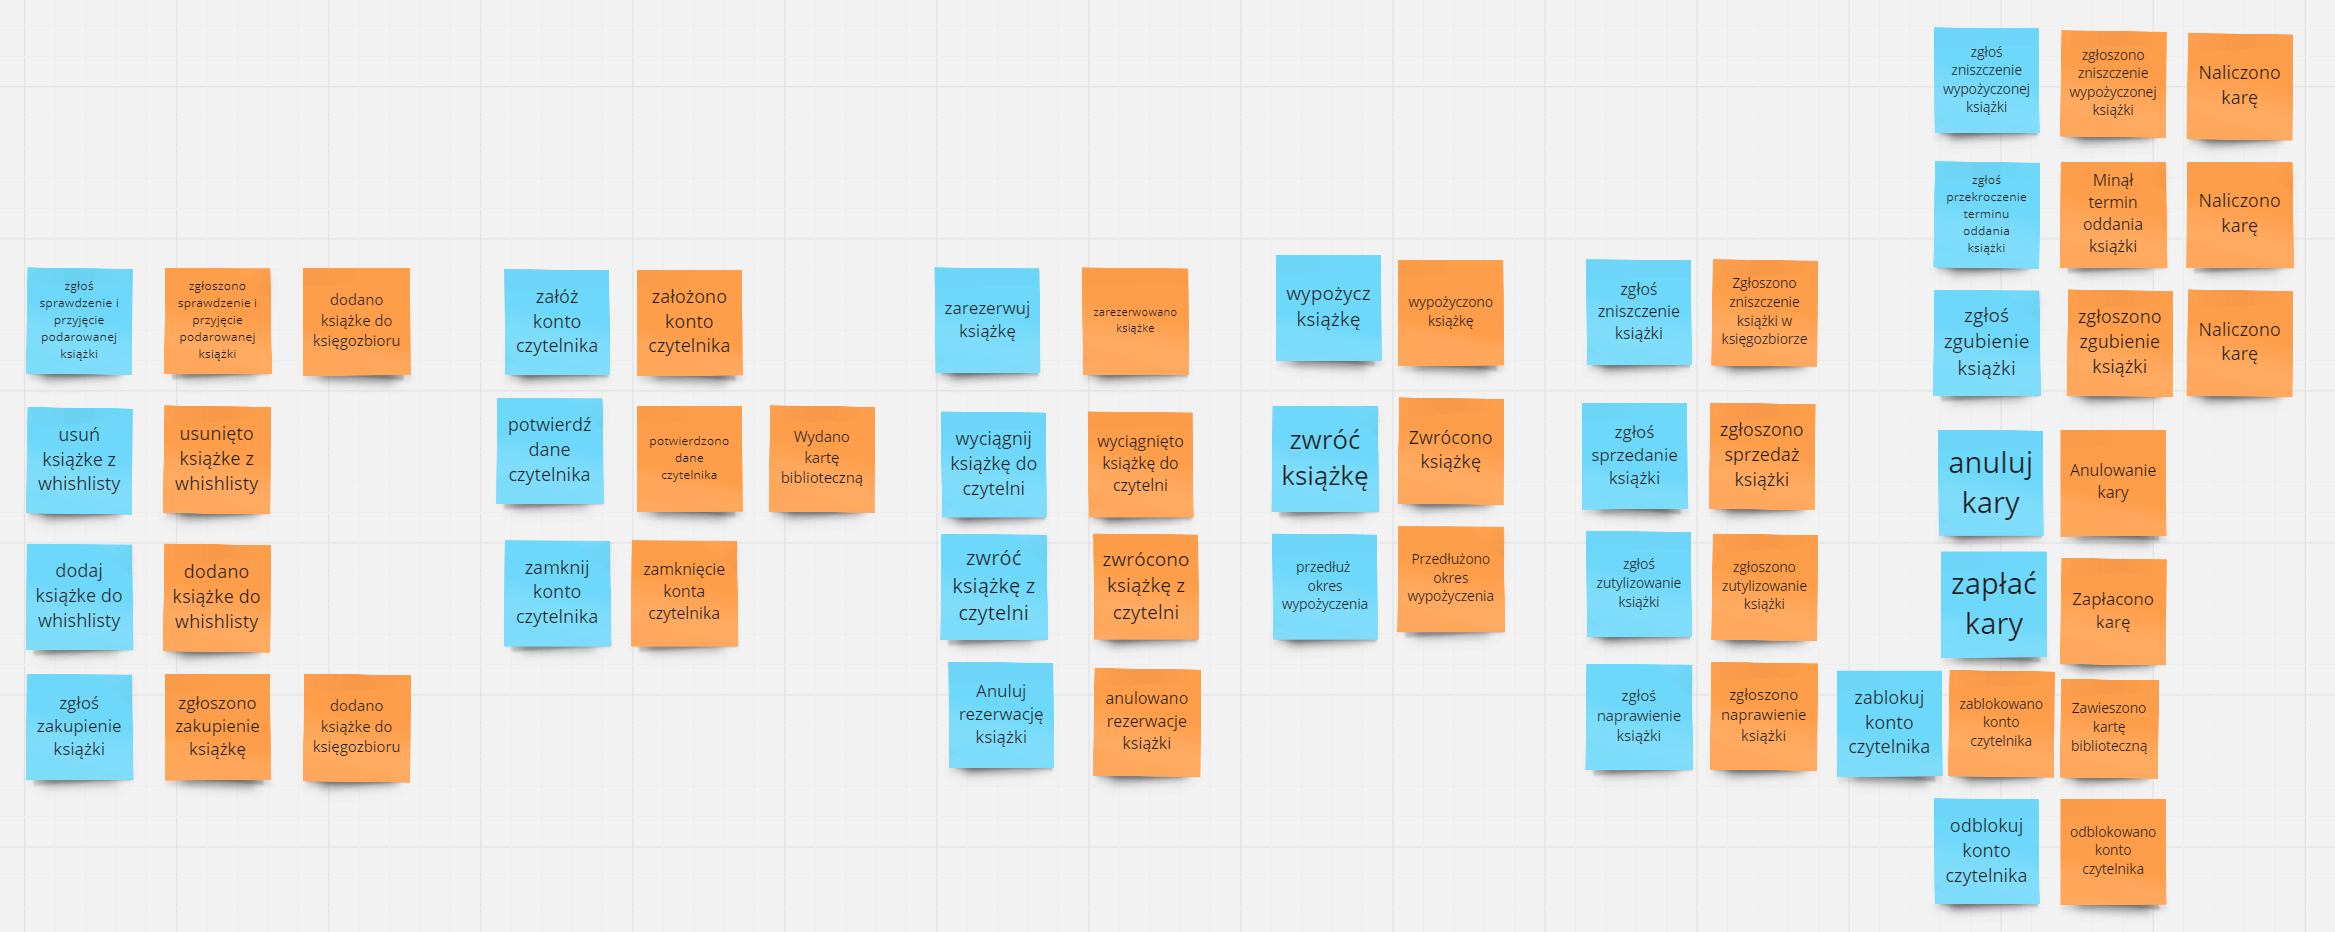 zgłoś
zniszczenie
wypożyczonej
książki
zgłoszono
zniszczenie
wypożyczonej
książki
Naliczono
karę
zgłoś
przekroczenie
terminu
oddania
książki
Minął
termin
oddania
książki
Naliczono
karę
zgłoś
sprawdzenie i
przyjęcie
podarowanej
książki
zgłoszono
sprawdzenie i
przyjęcie
podarowanej
książki
dodano
książke do
księgozbioru
załóż
konto
czytelnika
założono
konto
czytelnika
zarezerwuj
książkę
zarezerwowano
książke
wypożycz
książkę
wypożyczono
książkę
zgłoś
zniszczenie
książki
Zgłoszono
zniszczenie
książki w
księgozbiorze
zgłoś
zgubienie
książki
zgłoszono
zgubienie
książki
Naliczono
karę
usuń
książke z
whishlisty
usunięto
książke z
whishlisty
potwierdź
dane
czytelnika
potwierdzono
dane
czytelnika
Wydano
kartę
biblioteczną
wyciągnij
książkę do
czytelni
wyciągnięto
książkę do
czytelni
zwróć
książkę
Zwrócono
książkę
zgłoś
sprzedanie
książki
zgłoszono
sprzedaż
książki
anuluj
kary
Anulowanie
kary
dodaj
książke do
whishlisty
dodano
książke do
whishlisty
zamknij
konto
czytelnika
zamknięcie
konta
czytelnika
zwróć
książkę z
czytelni
zwrócono
książkę z
czytelni
przedłuż
okres
wypożyczenia
Przedłużono
okres
wypożyczenia
zgłoś
zutylizowanie
książki
zgłoszono
zutylizowanie
książki
zapłać
kary
Zapłacono
karę
zgłoś
zakupienie
książki
zgłoszono
zakupienie
książkę
dodano
książke do
księgozbioru
Anuluj
rezerwację
książki
anulowano
rezerwacje
książki
zgłoś
naprawienie
książki
zgłoszono
naprawienie
książki
zablokuj
konto
czytelnika
zablokowano
konto
czytelnika
Zawieszono
kartę
biblioteczną
odblokuj
konto
czytelnika
odblokowano
konto
czytelnika